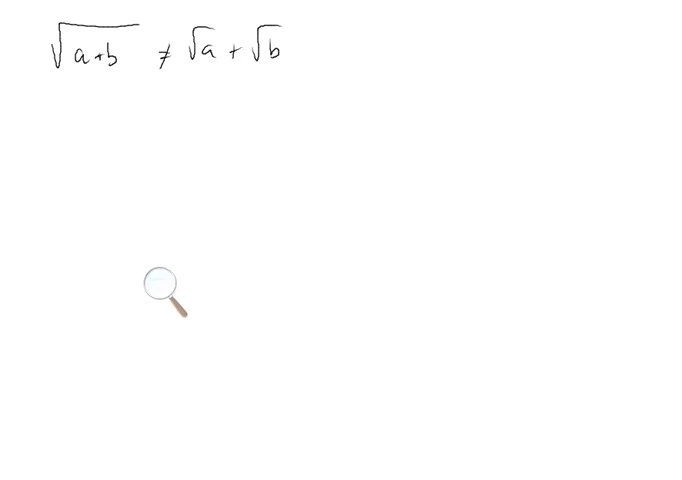 √(a+b) ≠ √a + √b